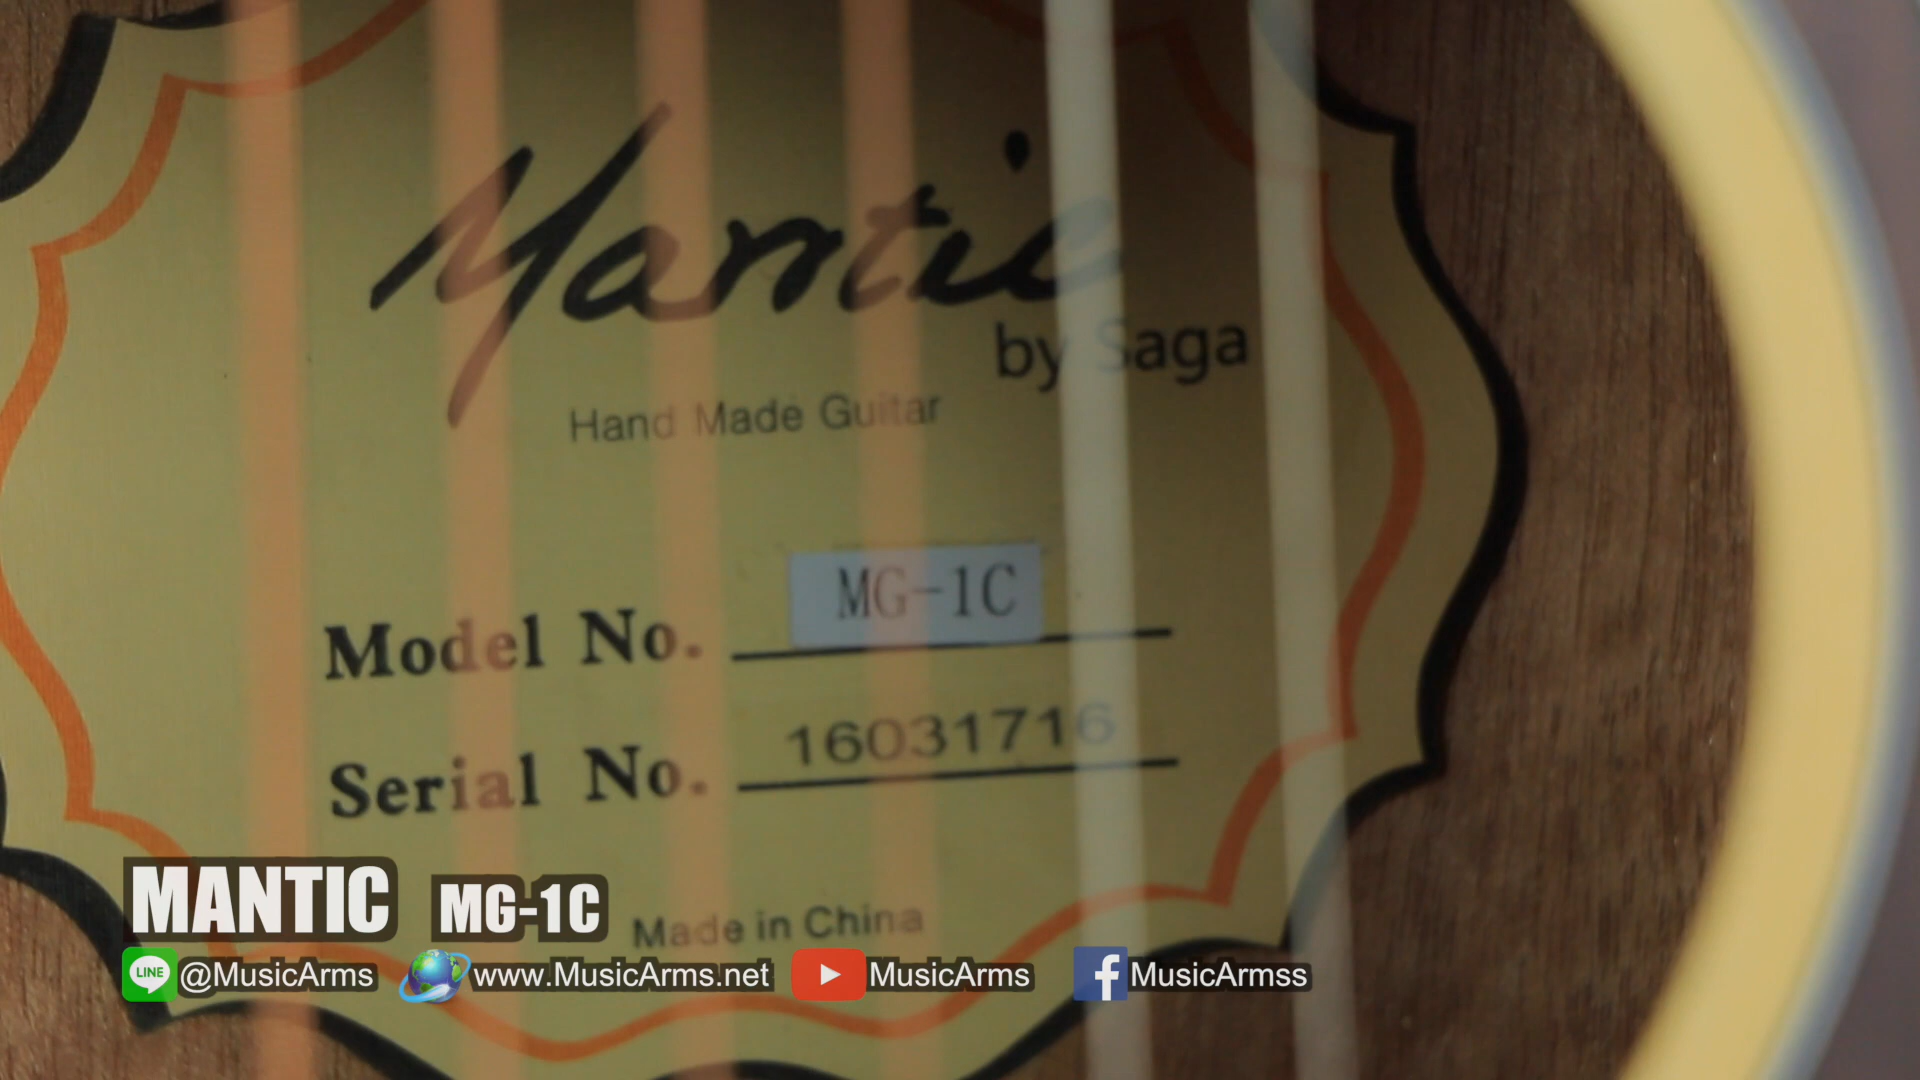 Mantic
by Saga
Hand Made Guitar
Model No. MG-1C
Serial No. 16031716
Made in China
MANTIC MG-1C
LINE @MusicArms www.MusicArms.net MusicArms f MusicArmss